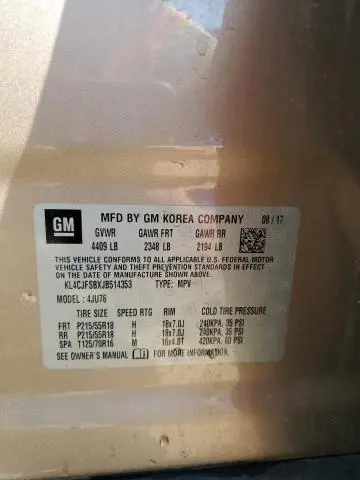 GM
MFD BY GM KOREA COMPANY 08/17
GVWR GAWR FRT GAWR RR
4409 LB 2348 LB 2194 LB
THIS VEHICLE CONFORMS TO ALL APPLICABLE U.S. FEDERAL MOTOR
VEHICLE SAFETY, BUMPER, AND THEFT PREVENTION STANDARDS IN
EFFECT ON THE DATE OF MANUFACTURE SHOWN ABOVE.
KL4CJFSBXJB514353 TYPE: MPV
MODEL: 4JU76
TIRE SIZE SPEED RTG RIM COLD TIRE PRESSURE
FRT P215/55R18 H 18x7.0J 240KPA, 35 PSI
RR P215/55R18 H 18x7.0J 240KPA, 35 PSI
SPA T125/70R16 M 16x4.0T 420KPA, 60 PSI
SEE OWNER'S MANUAL FOR MORE INFORMATION.